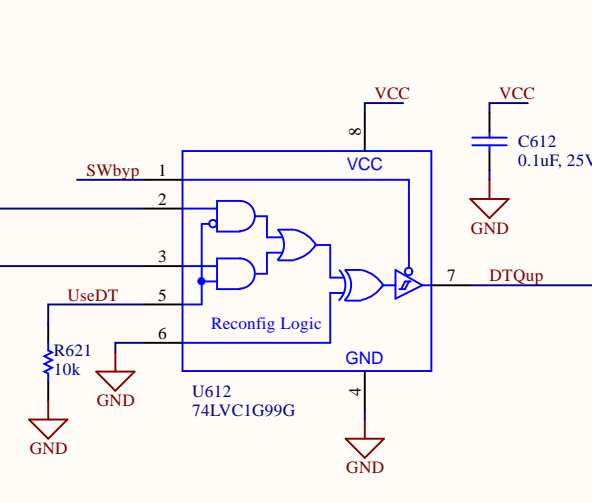 VCC
VCC
8
C612
0.1uF, 25V
VCC
SWbyp
1
2
GND
3
7
DTQup
UseDT
5
Reconfig Logic
6
R621
10k
GND
GND
U612
74LVC1G99G
4
GND
GND